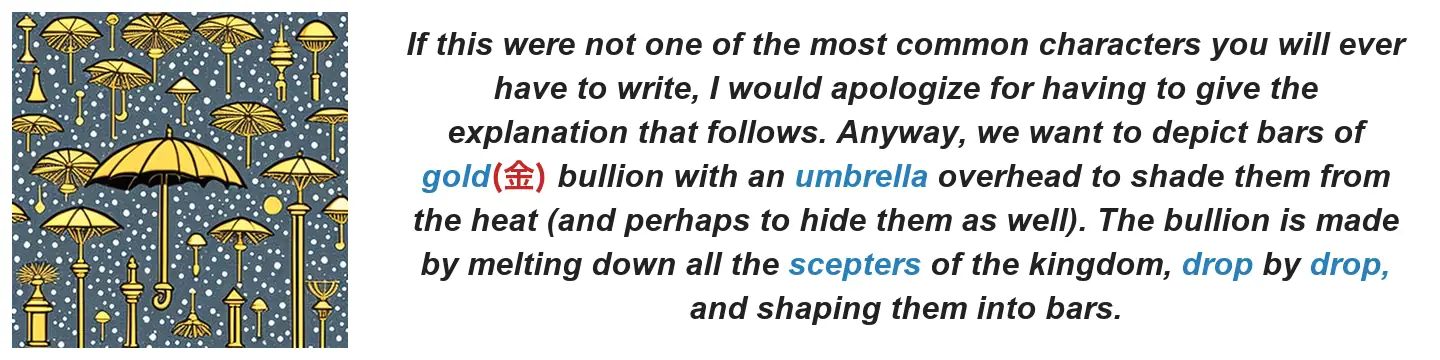 If this were not one of the most common characters you will ever
have to write, I would apologize for having to give the
explanation that follows. Anyway, we want to depict bars of
gold(金) bullion with an umbrella overhead to shade them from
the heat (and perhaps to hide them as well). The bullion is made
by melting down all the scepters of the kingdom, drop by drop,
and shaping them into bars.